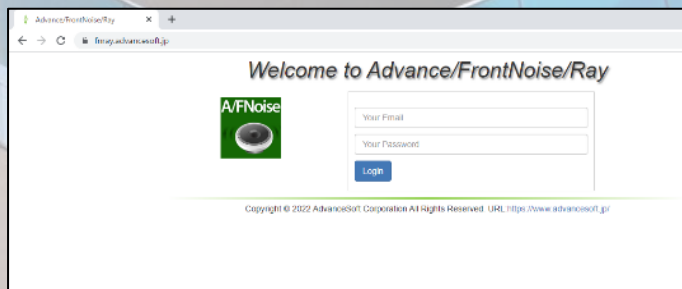 Advance/FrontNoise/Ray
fnray.advancesoft.jp
Welcome to Advance/FrontNoise/Ray
A/FNoise
Your Email
Your Password
Login
Copyright © 2022 AdvanceSoft Corporation All Rights Reserved. URL https://www.advancesoft.jp/